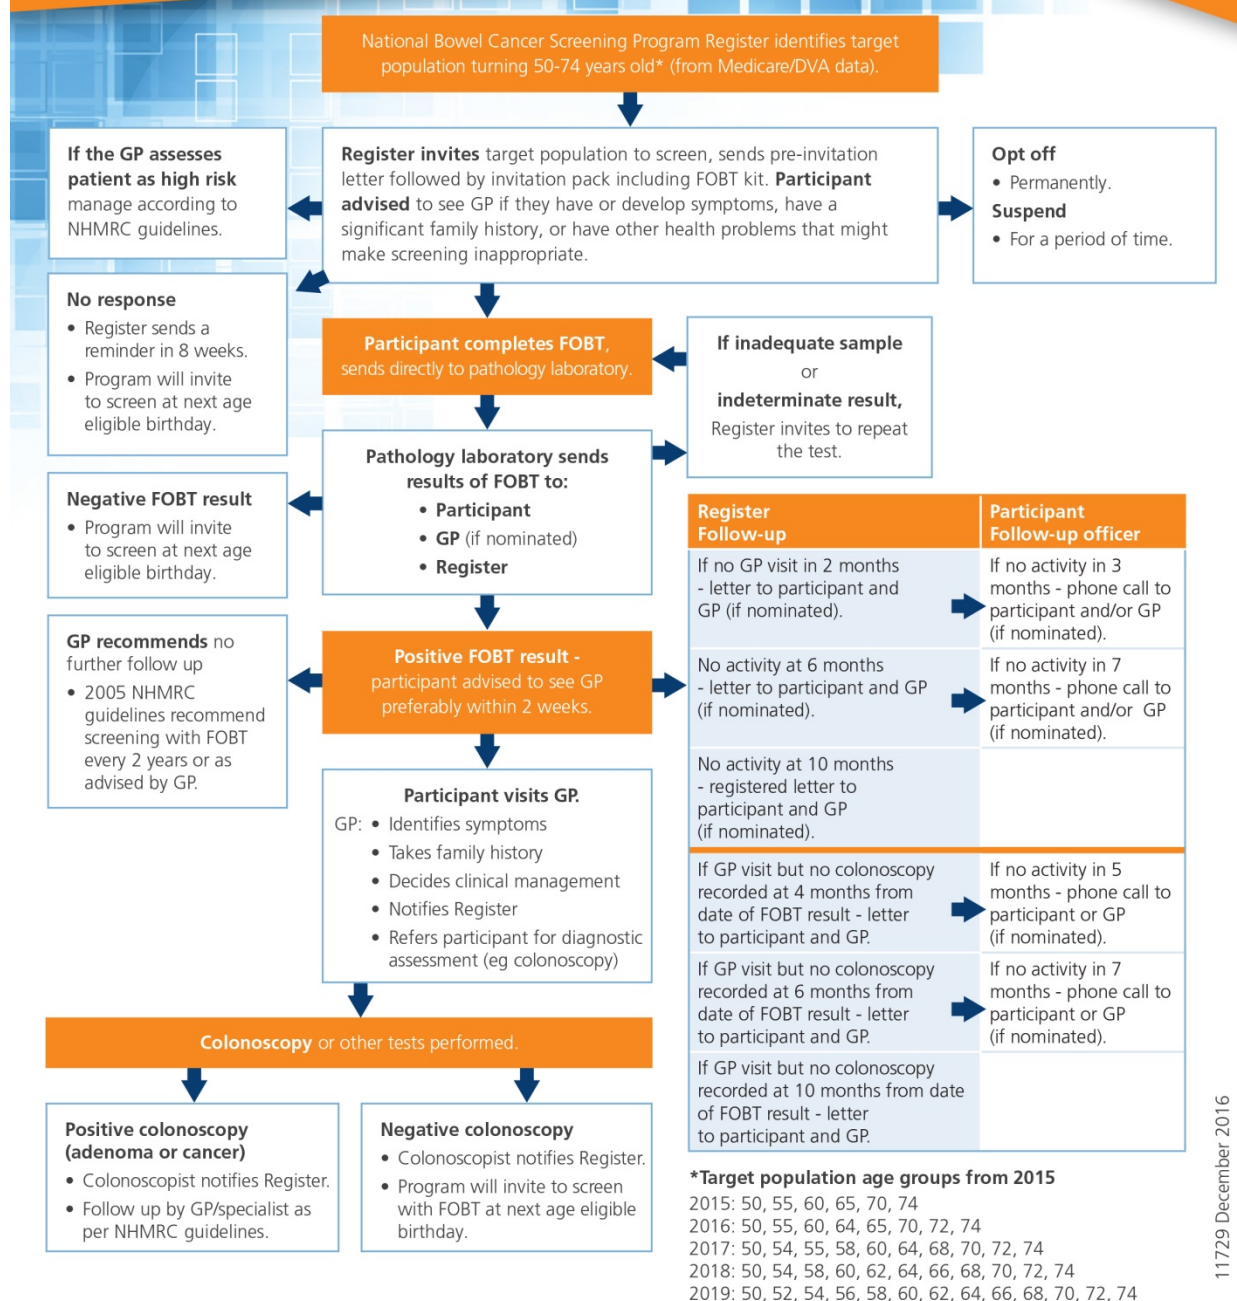 National Bowel Cancer Screening Program Register identifies target
population turning 50-74 years old* (from Medicare/DVA data).
If the GP assesses
patient as high risk
manage according to
NHMRC guidelines.
Register invites target population to screen, sends pre-invitation
letter followed by invitation pack including FOBT kit. Participant
advised to see GP if they have or develop symptoms, have a
significant family history, or have other health problems that might
make screening inappropriate.
Opt off
• Permanently.
Suspend
• For a period of time.
No response
• Register sends a
reminder in 8 weeks.
• Program will invite
to screen at next age
eligible birthday.
Participant completes FOBT,
sends directly to pathology laboratory.
If inadequate sample
or
indeterminate result,
Register invites to repeat
the test.
Pathology laboratory sends
results of FOBT to:
• Participant
• GP (if nominated)
• Register
Negative FOBT result
• Program will invite
to screen at next age
eligible birthday.
GP recommends no
further follow up
• 2005 NHMRC
guidelines recommend
screening with FOBT
every 2 years or as
advised by GP.
Positive FOBT result -
participant advised to see GP
preferably within 2 weeks.
Participant visits GP.
GP: • Identifies symptoms
• Takes family history
• Decides clinical management
• Notifies Register
• Refers participant for diagnostic
assessment (eg colonoscopy)
Colonoscopy or other tests performed.
Positive colonoscopy
(adenoma or cancer)
• Colonoscopist notifies Register.
• Follow up by GP/specialist as
per NHMRC guidelines.
Negative colonoscopy
• Colonoscopist notifies Register.
• Program will invite to screen
with FOBT at next age eligible
birthday.
Register
Follow-up
Participant
Follow-up officer
If no GP visit in 2 months
- letter to participant and
GP (if nominated).
If no activity in 3
months - phone call to
participant and/or GP
(if nominated).
No activity at 6 months
- letter to participant and GP
(if nominated).
If no activity in 7
months - phone call to
participant and/or GP
(if nominated).
No activity at 10 months
- registered letter to
participant and GP
(if nominated).
If GP visit but no colonoscopy
recorded at 4 months from
date of FOBT result - letter
to participant and GP.
If no activity in 5
months - phone call to
participant or GP
(if nominated).
If GP visit but no colonoscopy
recorded at 6 months from
date of FOBT result - letter
to participant and GP.
If no activity in 7
months - phone call to
participant or GP
(if nominated).
If GP visit but no colonoscopy
recorded at 10 months from date
of FOBT result - letter
to participant and GP.
*Target population age groups from 2015
2015: 50, 55, 60, 65, 70, 74
2016: 50, 55, 60, 64, 65, 70, 72, 74
2017: 50, 54, 55, 58, 60, 64, 68, 70, 72, 74
2018: 50, 54, 58, 60, 62, 64, 66, 68, 70, 72, 74
2019: 50, 52, 54, 56, 58, 60, 62, 64, 66, 68, 70, 72, 74
11729 December 2016